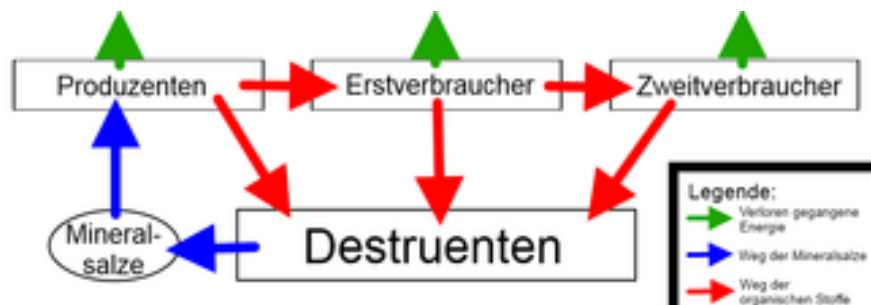 Produzenten
Erstverbraucher
Zweitverbraucher
Mineral-
salze
Destruenten
Legende:
Verloren gegangene
Energie
Weg der Mineralsalze
Weg der
organischen Stoffe